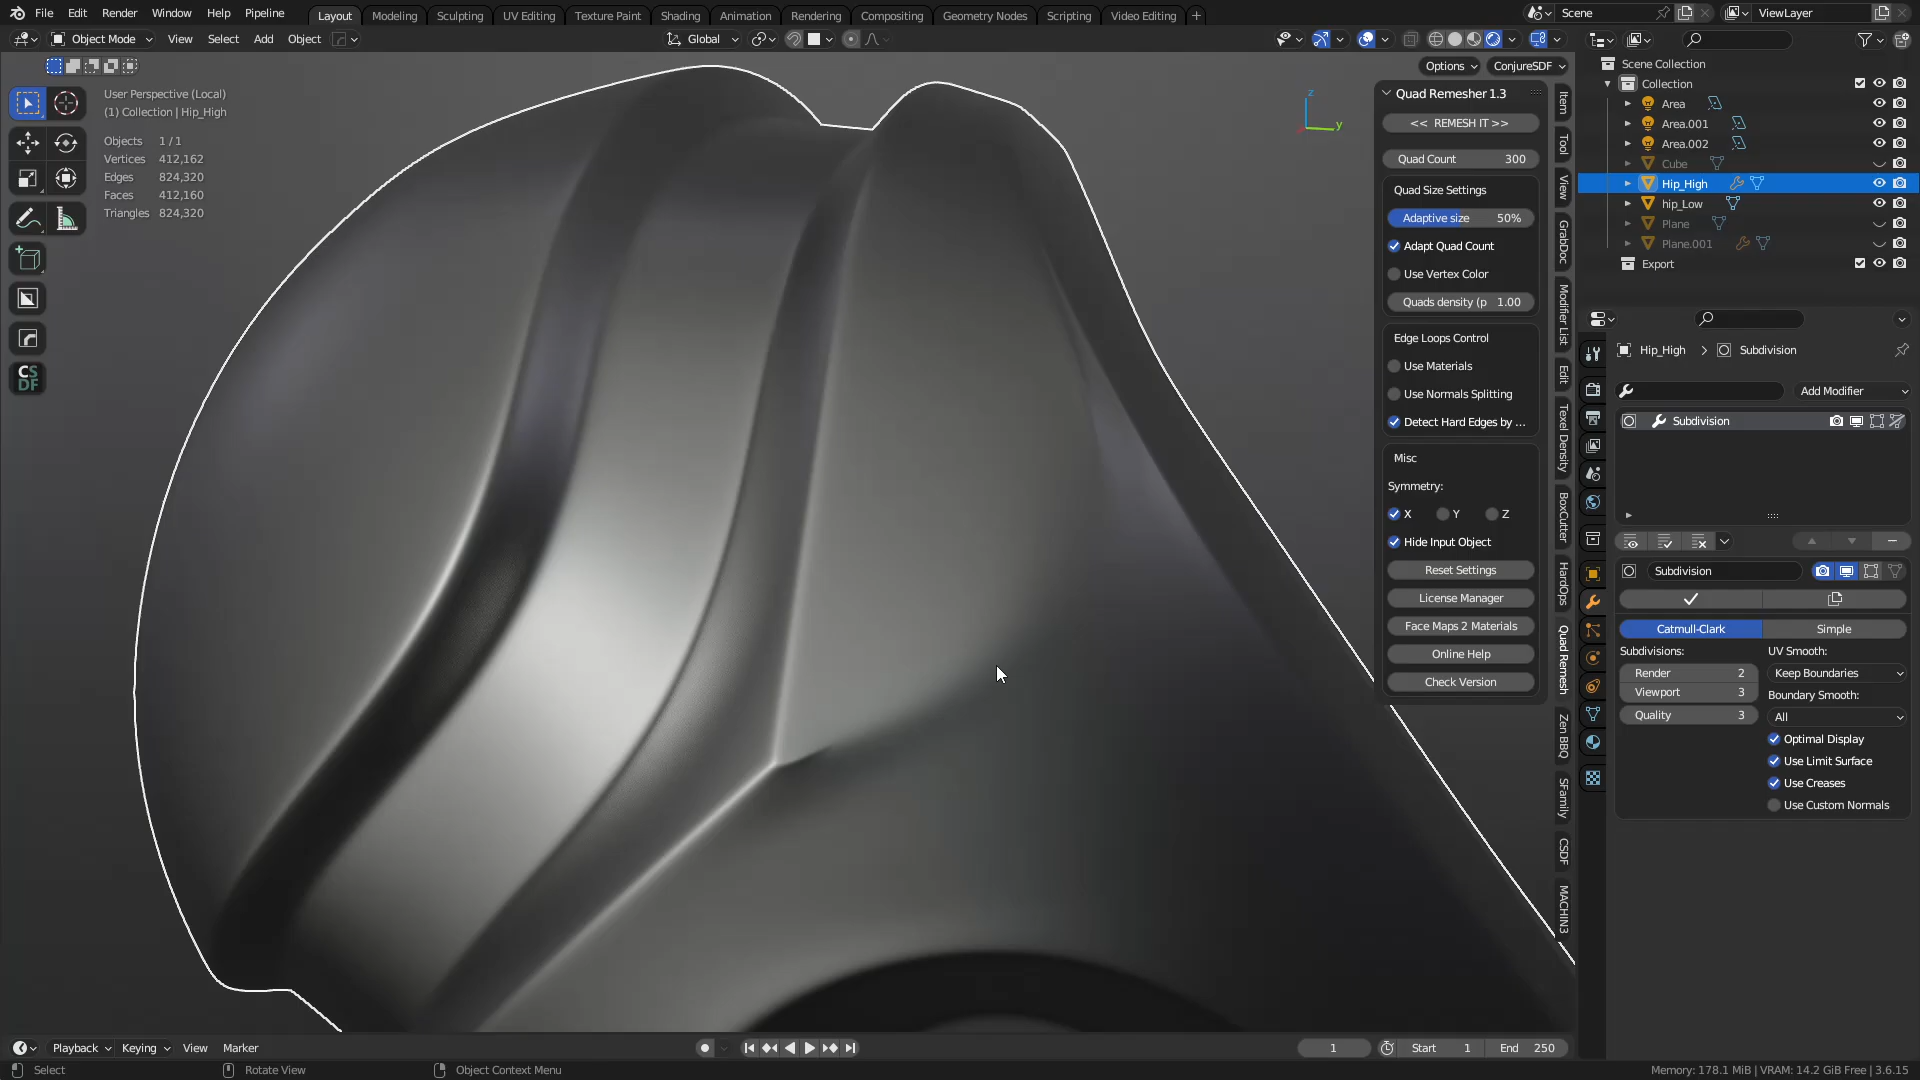 File Edit Render Window Help Pipeline Layout Modeling Sculpting UV Editing Texture Paint Shading Animation Rendering Compositing Geometry Nodes Scripting Video Editing + Scene ViewLayer
Object Mode View Select Add Object Global
Options ConjureSDF
User Perspective (Local)
(1) Collection | Hip_High
Objects 1 / 1
Vertices 412,162
Edges 824,320
Faces 412,160
Triangles 824,320
CS
DF
z
y
Quad Remesher 1.3
<< REMESH IT >>
Quad Count 300
Quad Size Settings
Adaptive size 50%
Adapt Quad Count
Use Vertex Color
Quads density (p 1.00
Edge Loops Control
Use Materials
Use Normals Splitting
Detect Hard Edges by ...
Misc
Symmetry:
X Y Z
Hide Input Object
Reset Settings
License Manager
Face Maps 2 Materials
Online Help
Check Version
Item
Tool
View
GrabDoc
Modifier List
Edit
Texel Density
BoxCutter
HardOps
Quad Remesh
Zen BBQ
SFamily
CSDF
MACHIN3
Scene Collection
Collection
Area
Area.001
Area.002
Cube
Hip_High
hip_Low
Plane
Plane.001
Export
Hip_High > Subdivision
Add Modifier
Subdivision
Subdivision
Catmull-Clark Simple
Subdivisions: UV Smooth:
Render 2 Keep Boundaries
Viewport 3 Boundary Smooth:
Quality 3 All
Optimal Display
Use Limit Surface
Use Creases
Use Custom Normals
Playback Keying View Marker 1 Start 1 End 250
Select Rotate View Object Context Menu Memory: 178.1 MiB | VRAM: 14.2 GiB Free | 3.6.15